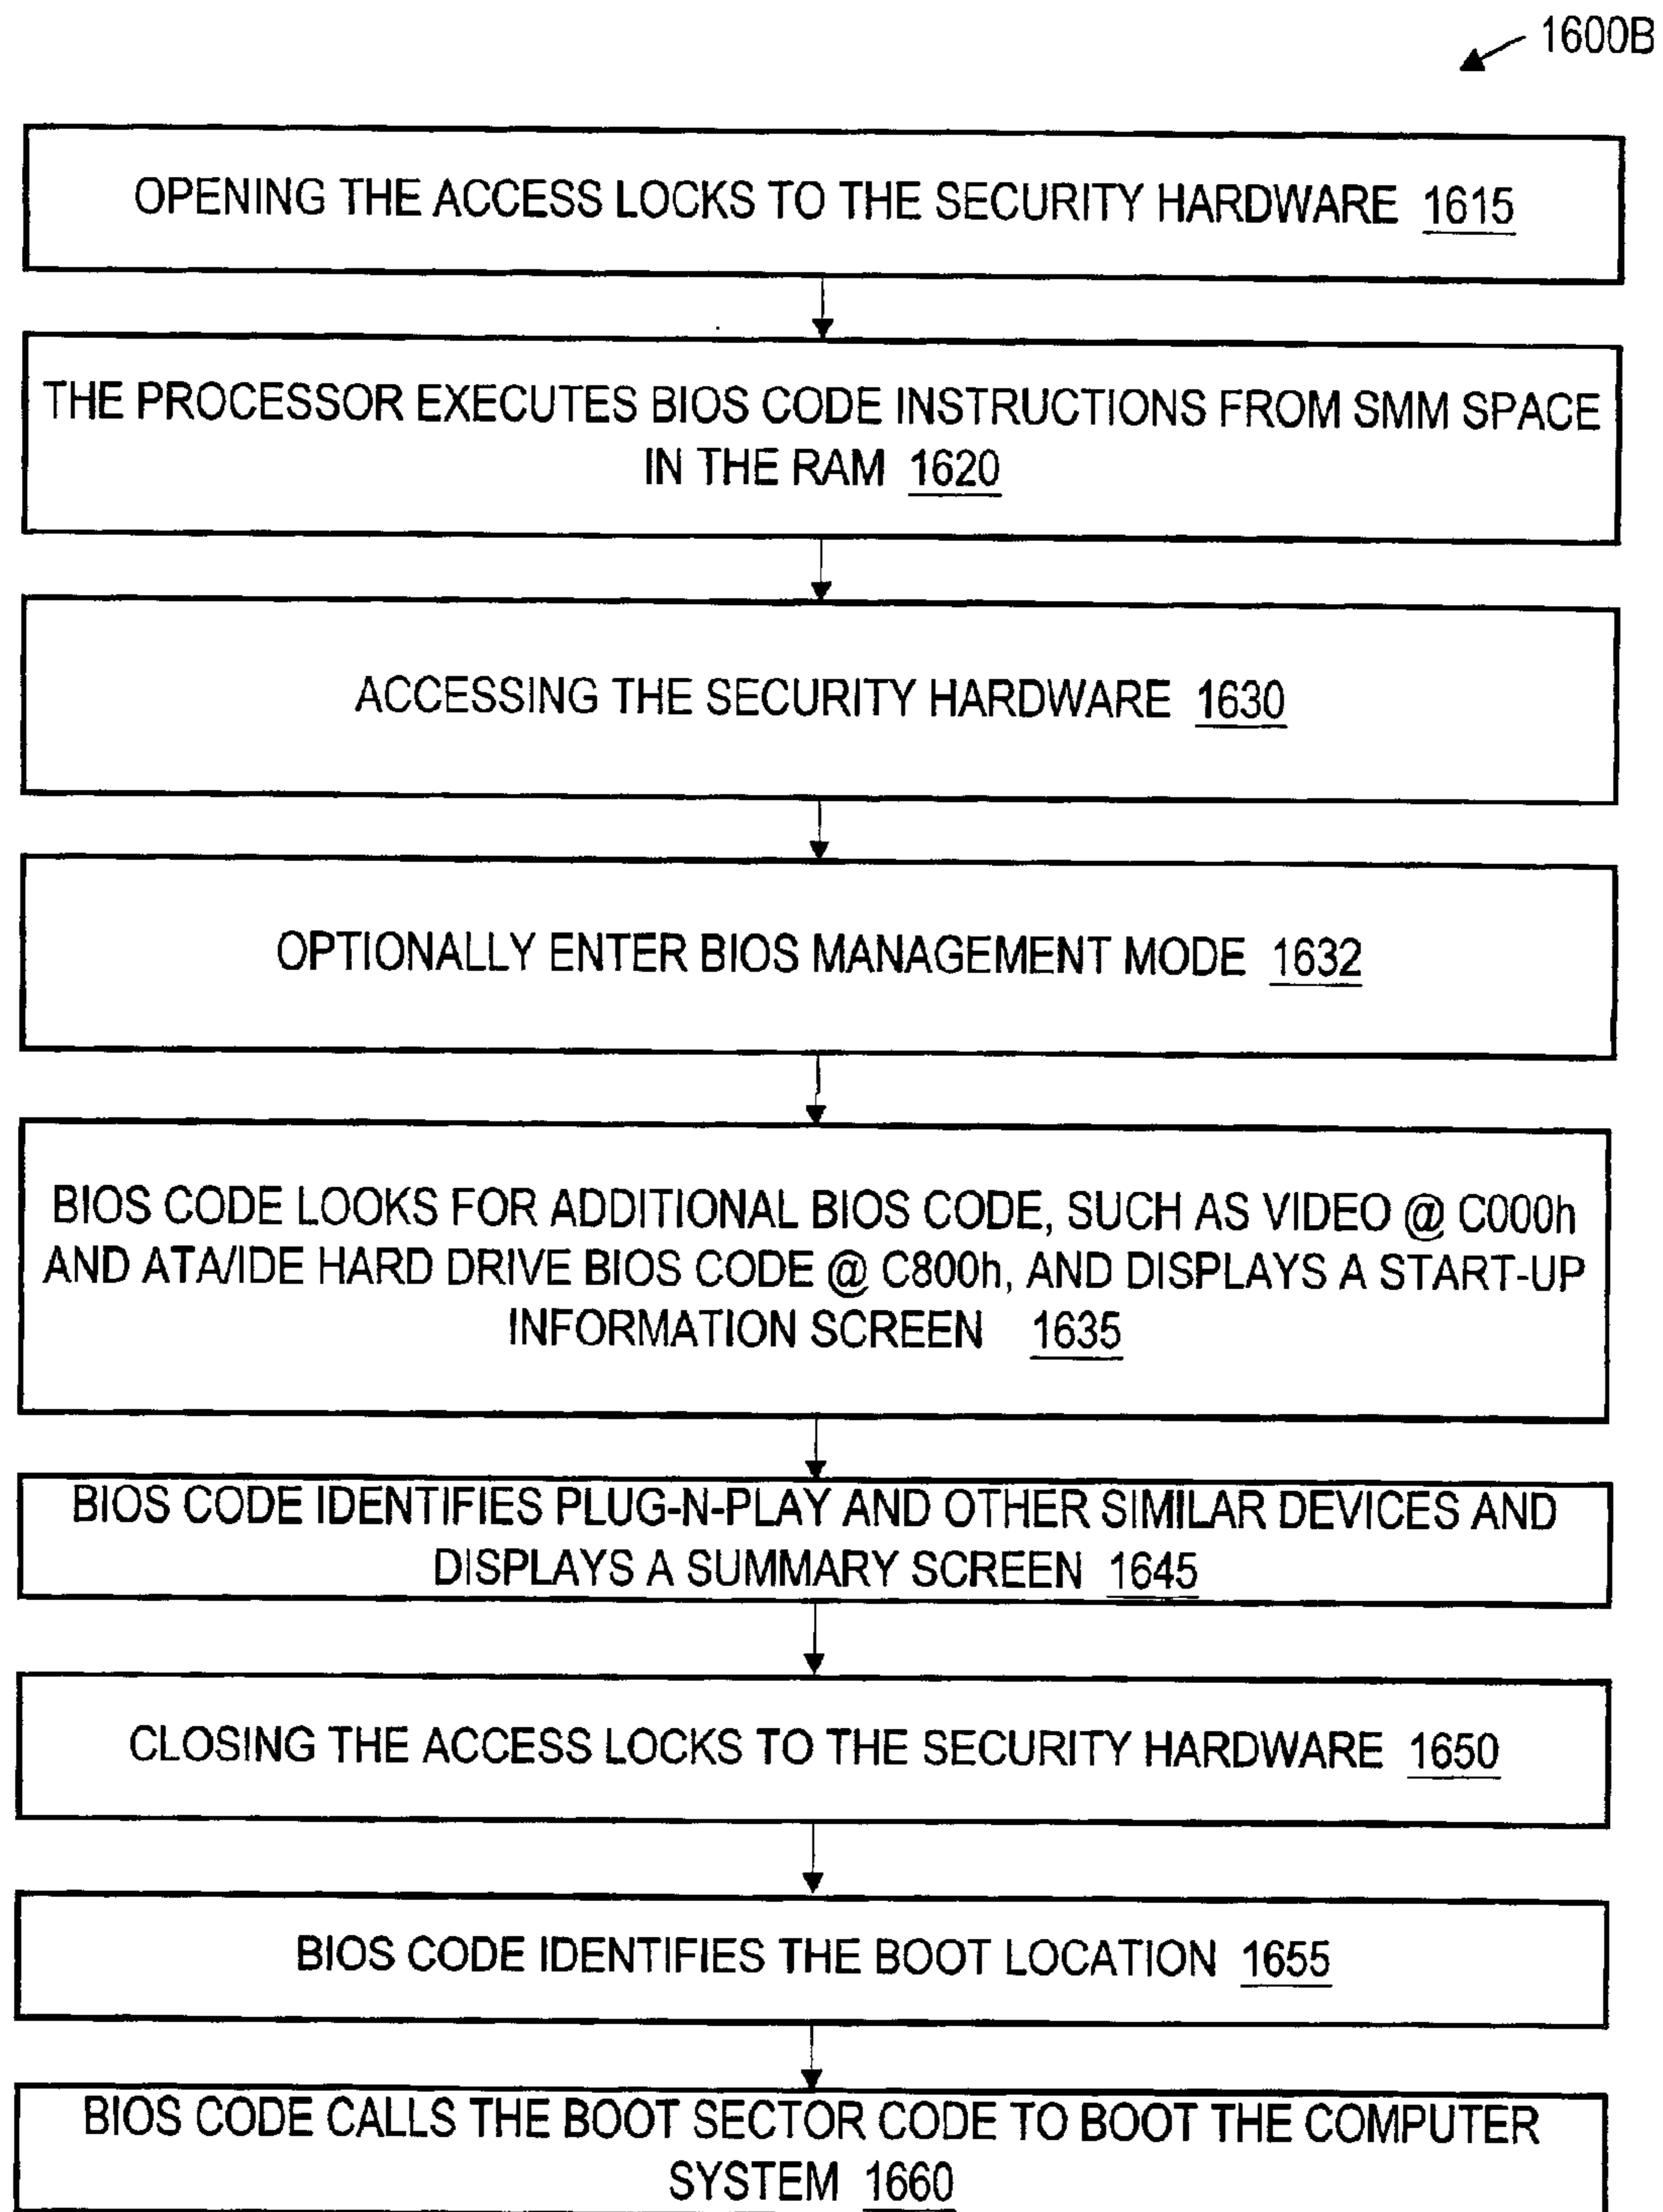 1600B
OPENING THE ACCESS LOCKS TO THE SECURITY HARDWARE 1615
THE PROCESSOR EXECUTES BIOS CODE INSTRUCTIONS FROM SMM SPACE
IN THE RAM 1620
ACCESSING THE SECURITY HARDWARE 1630
OPTIONALLY ENTER BIOS MANAGEMENT MODE 1632
BIOS CODE LOOKS FOR ADDITIONAL BIOS CODE, SUCH AS VIDEO @ C000h
AND ATA/IDE HARD DRIVE BIOS CODE @ C800h, AND DISPLAYS A START-UP
INFORMATION SCREEN 1635
BIOS CODE IDENTIFIES PLUG-N-PLAY AND OTHER SIMILAR DEVICES AND
DISPLAYS A SUMMARY SCREEN 1645
CLOSING THE ACCESS LOCKS TO THE SECURITY HARDWARE 1650
BIOS CODE IDENTIFIES THE BOOT LOCATION 1655
BIOS CODE CALLS THE BOOT SECTOR CODE TO BOOT THE COMPUTER
SYSTEM 1660